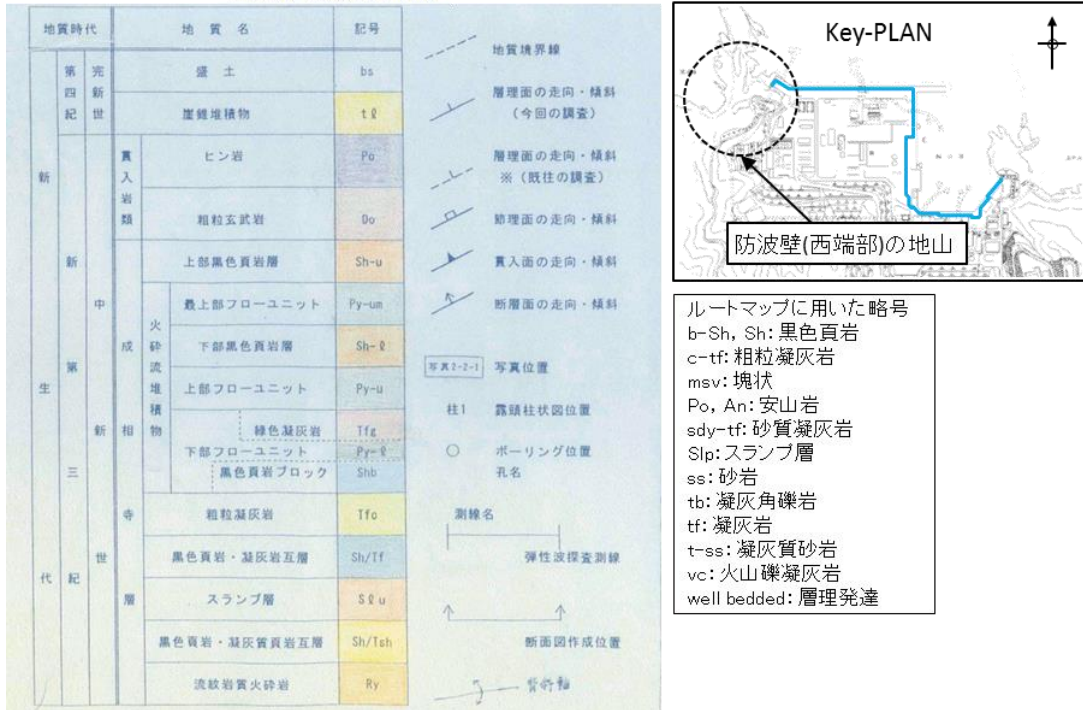 地質時代 地質名 記号
新生代
第四紀 完新世
盛土 bs
崖錐堆積物 tℓ
新第三紀 中新世
貫入岩類
ヒン岩 Po
粗粒玄武岩 Do
成相寺層
上部黒色頁岩層 Sh-u
火砕流堆積物
最上部フローユニット Py-um
下部黒色頁岩層 Sh-ℓ
上部フローユニット Py-u
緑色凝灰岩 Tfg
下部フローユニット Py-ℓ
黒色頁岩ブロック Shb
粗粒凝灰岩 Tfc
黒色頁岩・凝灰岩互層 Sh/Tf
スランプ層 Sℓu
黒色頁岩・凝灰質頁岩互層 Sh/Tsh
流紋岩質火砕岩 Ry
地質境界線
層理面の走向・傾斜
(今回の調査)
層理面の走向・傾斜
※(既往の調査)
節理面の走向・傾斜
貫入面の走向・傾斜
断層面の走向・傾斜
写真2-2-1 写真位置
柱1 露頭柱状図位置
ボーリング位置
孔名
測線名
弾性波探査測線
断面図作成位置
背斜軸
Key-PLAN
防波壁(西端部)の地山
ルートマップに用いた略号
b-Sh, Sh:黒色頁岩
c-tf:粗粒凝灰岩
msv:塊状
Po, An:安山岩
sdy-tf:砂質凝灰岩
Slp:スランプ層
ss:砂岩
tb:凝灰角礫岩
tf:凝灰岩
t-ss:凝灰質砂岩
vc:火山礫凝灰岩
well bedded:層理発達